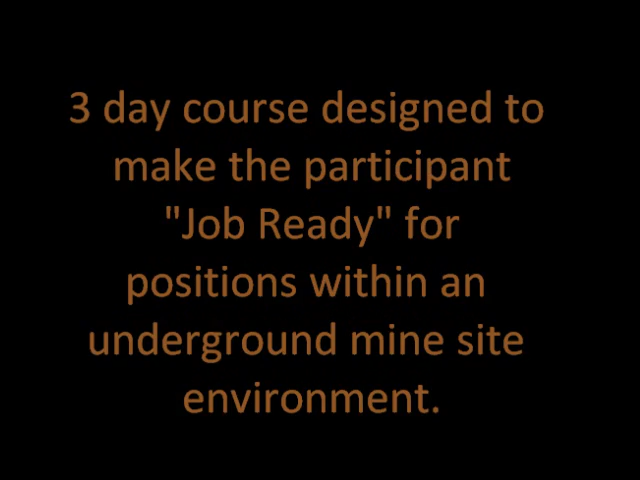 3 day course designed to
make the participant
"Job Ready" for
positions within an
underground mine site
environment.